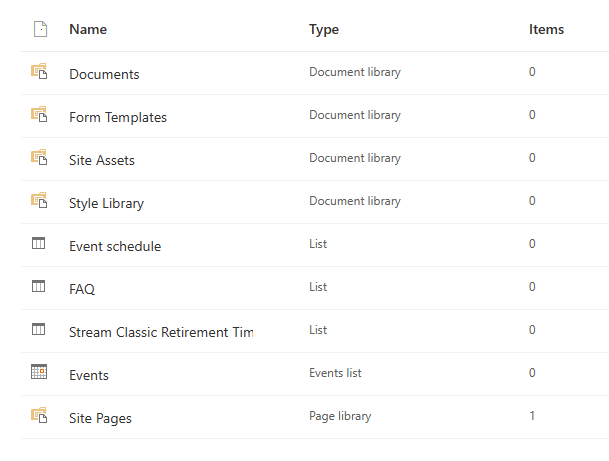 Name Type Items
Documents Document library 0
Form Templates Document library 0
Site Assets Document library 0
Style Library Document library 0
Event schedule List 0
FAQ List 0
Stream Classic Retirement Tim List 0
Events Events list 0
Site Pages Page library 1